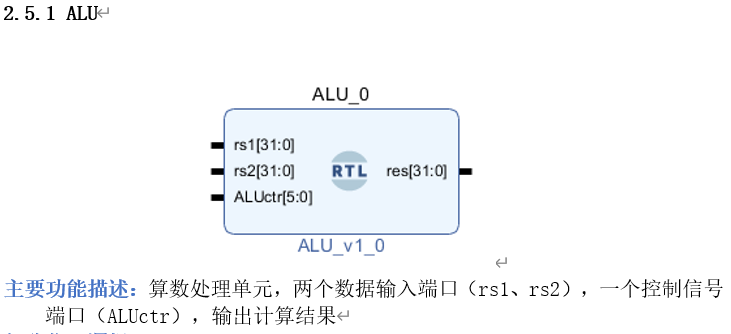 2.5.1 ALU
ALU_0
rs1[31:0]
rs2[31:0]
RTL
res[31:0]
ALUctr[5:0]
ALU_v1_0
主要功能描述：算数处理单元，两个数据输入端口（rs1、rs2），一个控制信号
端口（ALUctr），输出计算结果